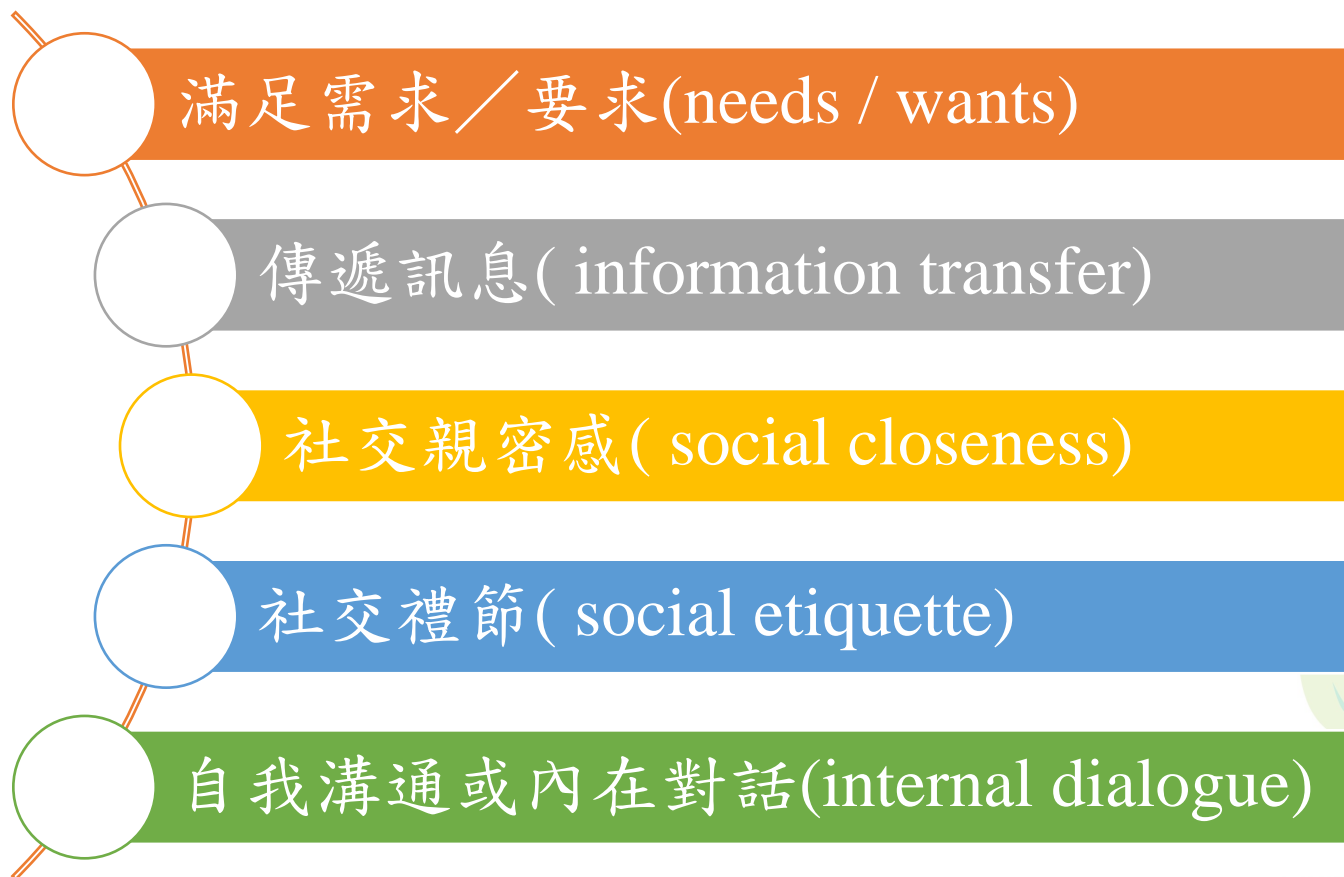 滿足需求／要求(needs / wants)
傳遞訊息( information transfer)
社交親密感( social closeness)
社交禮節( social etiquette)
自我溝通或內在對話(internal dialogue)